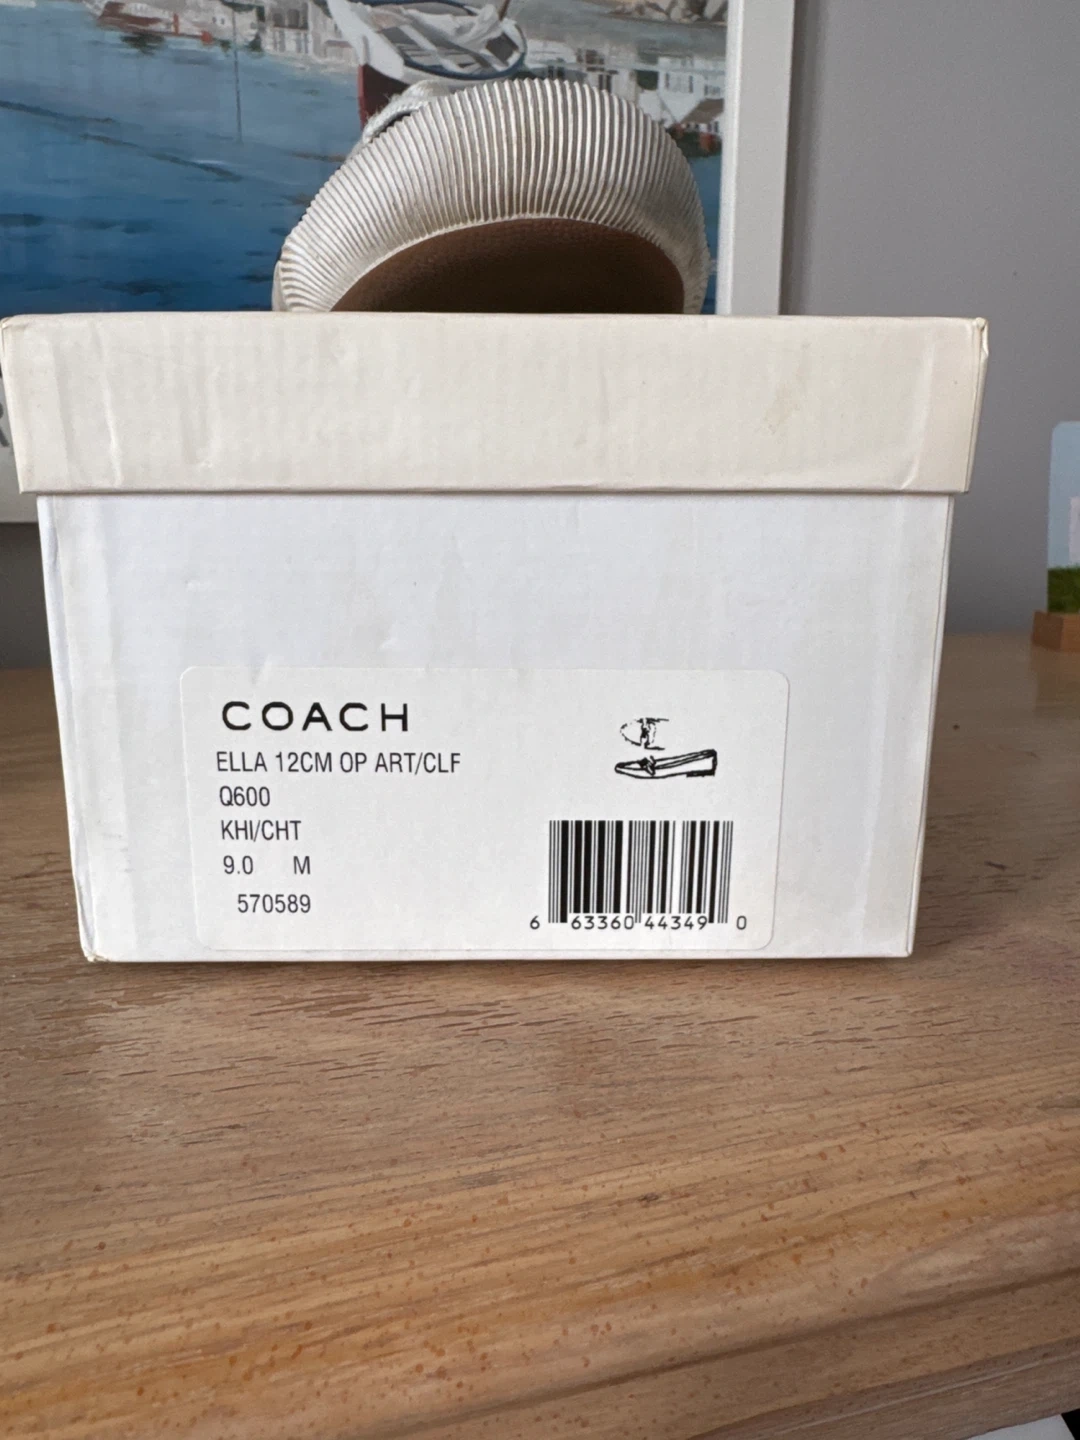 COACH
ELLA 12CM OP ART/CLF
Q600
KHI/CHT
9.0 M
570589
6 63360 44349 0